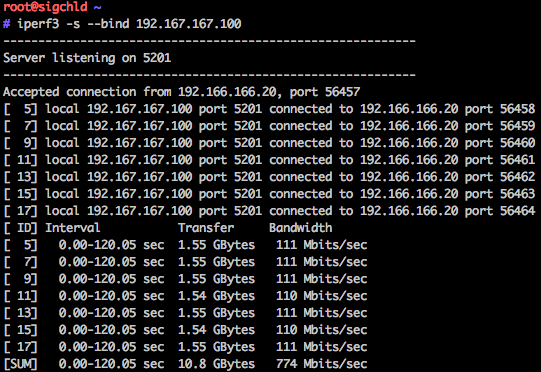 root@sigchld ~
# iperf3 -s --bind 192.167.167.100
-----------------------------------------------------------
Server listening on 5201
-----------------------------------------------------------
Accepted connection from 192.166.166.20, port 56457
[  5] local 192.167.167.100 port 5201 connected to 192.166.166.20 port 56458
[  7] local 192.167.167.100 port 5201 connected to 192.166.166.20 port 56459
[  9] local 192.167.167.100 port 5201 connected to 192.166.166.20 port 56460
[ 11] local 192.167.167.100 port 5201 connected to 192.166.166.20 port 56461
[ 13] local 192.167.167.100 port 5201 connected to 192.166.166.20 port 56462
[ 15] local 192.167.167.100 port 5201 connected to 192.166.166.20 port 56463
[ 17] local 192.167.167.100 port 5201 connected to 192.166.166.20 port 56464
[ ID] Interval           Transfer     Bandwidth
[  5]   0.00-120.05 sec  1.55 GBytes   111 Mbits/sec
[  7]   0.00-120.05 sec  1.55 GBytes   111 Mbits/sec
[  9]   0.00-120.05 sec  1.55 GBytes   111 Mbits/sec
[ 11]   0.00-120.05 sec  1.54 GBytes   110 Mbits/sec
[ 13]   0.00-120.05 sec  1.55 GBytes   111 Mbits/sec
[ 15]   0.00-120.05 sec  1.54 GBytes   110 Mbits/sec
[ 17]   0.00-120.05 sec  1.55 GBytes   111 Mbits/sec
[SUM]   0.00-120.05 sec  10.8 GBytes   774 Mbits/sec